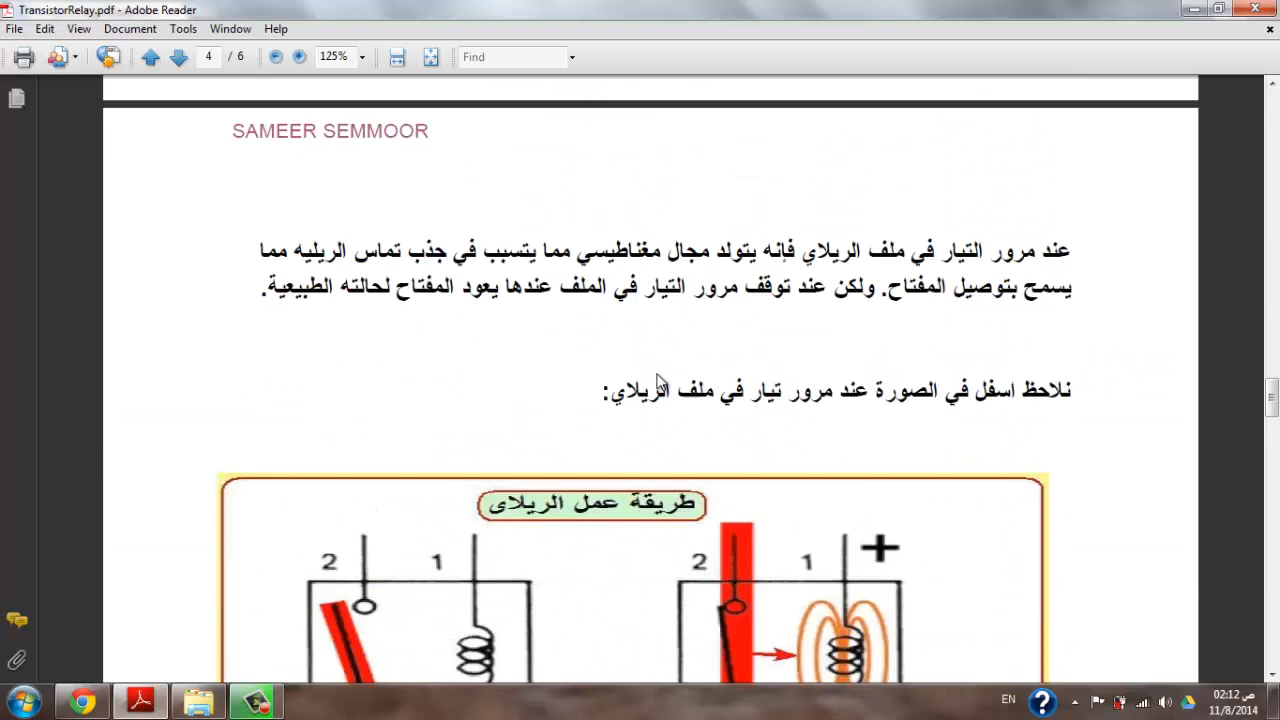 TransistorRelay.pdf - Adobe Reader
File Edit View Document Tools Window Help
4 / 6 125% Find
SAMEER SEMMOOR
عند مرور التيار في ملف الريلاي فإنه يتولد مجال مغناطيسي مما يتسبب في جذب تماس الريليه مما
يسمح بتوصيل المفتاح. ولكن عند توقف مرور التيار في الملف عندها يعود المفتاح لحالته الطبيعية.
نلاحظ اسفل في الصورة عند مرور تيار في ملف الريلاي:
طريقة عمل الريلاى
2 1 2 1 +
EN ? 02:12 ص
11/8/2014